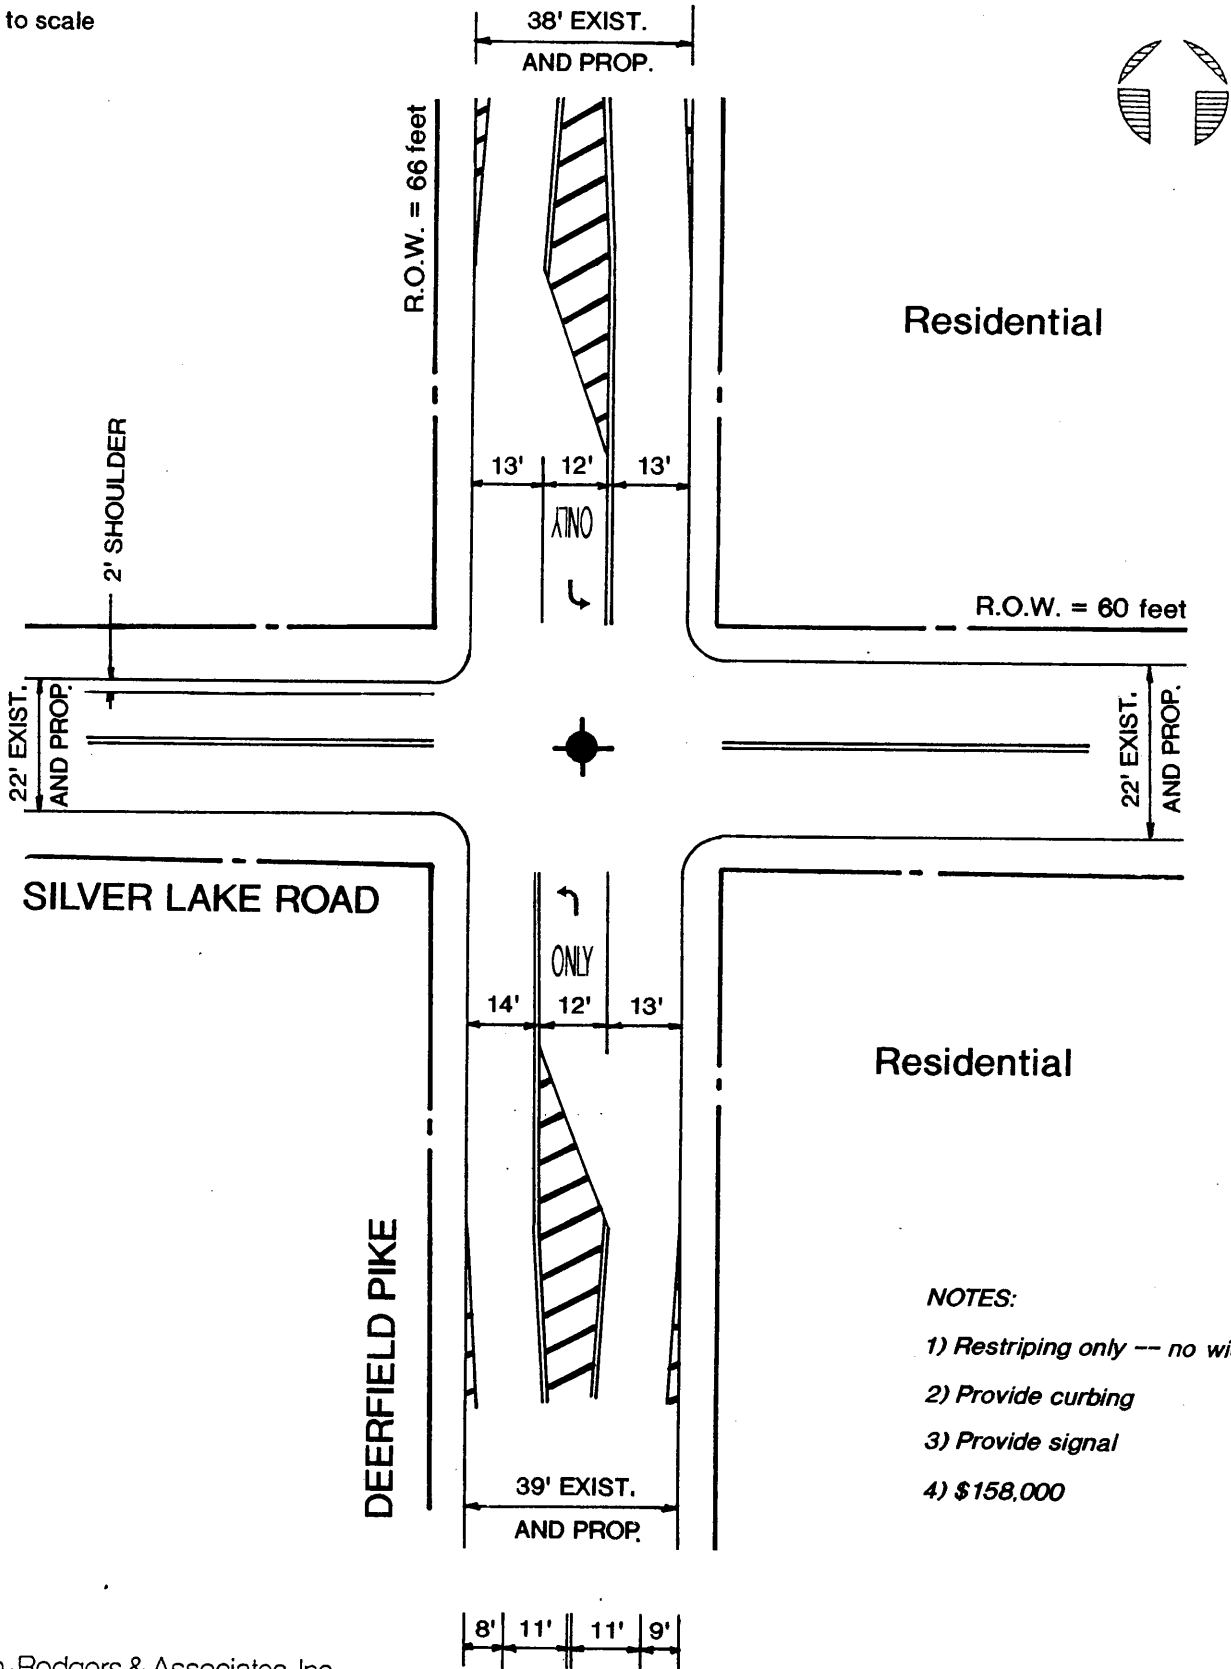 to scale
38' EXIST.
AND PROP.
R.O.W. = 66 feet
Residential
2' SHOULDER
13' 12' 13'
ONLY
R.O.W. = 60 feet
22' EXIST.
AND PROP.
22' EXIST.
AND PROP.
SILVER LAKE ROAD
ONLY
14' 12' 13'
Residential
DEERFIELD PIKE
NOTES:
1) Restriping only -- no
2) Provide curbing
3) Provide signal
4) $158,000
39' EXIST.
AND PROP.
8' 11' 11' 9'
Rodgers & Associates, Inc.